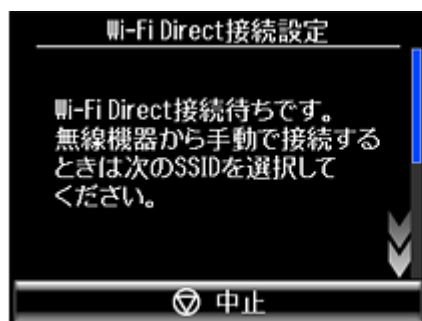 Wi-Fi Direct接続設定
Wi-Fi Direct接続待ちです。
無線機器から手動で接続する
ときは次のSSIDを選択して
ください。
中止